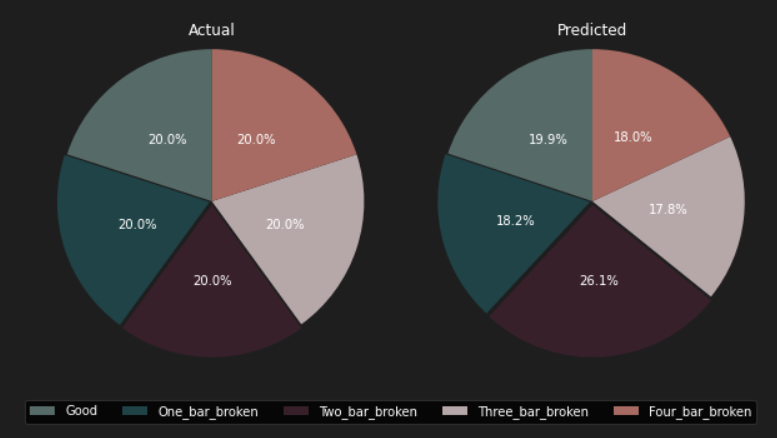 Actual Predicted
20.0% 20.0% 19.9% 18.0%
20.0% 20.0% 18.2% 17.8%
20.0% 26.1%
Good One_bar_broken Two_bar_broken Three_bar_broken Four_bar_broken